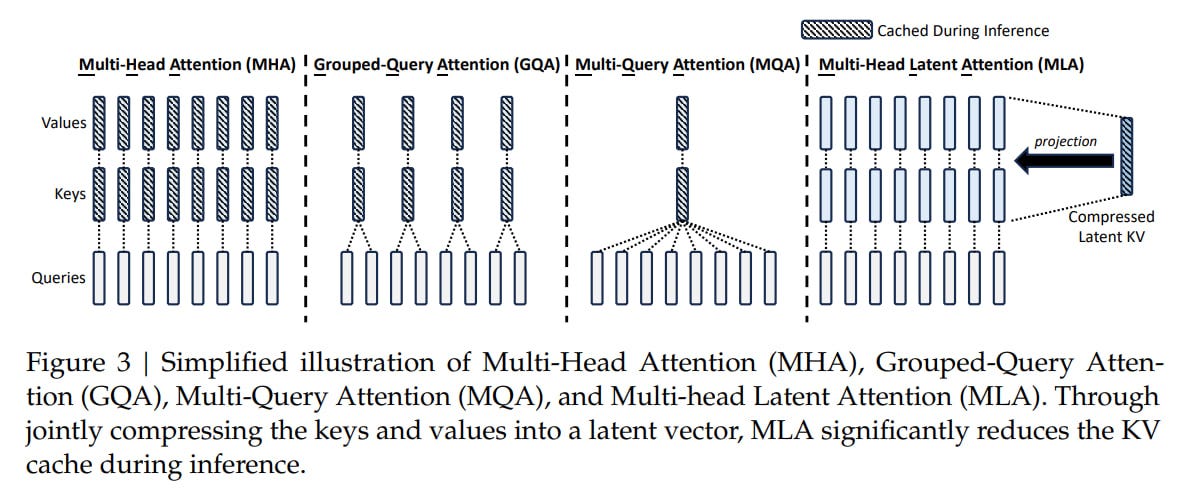 Cached During Inference
Multi-Head Attention (MHA)
Grouped-Query Attention (GQA)
Multi-Query Attention (MQA)
Multi-Head Latent Attention (MLA)
Values
Keys
Queries
projection
Compressed
Latent KV
Figure 3 | Simplified illustration of Multi-Head Attention (MHA), Grouped-Query Atten-
tion (GQA), Multi-Query Attention (MQA), and Multi-head Latent Attention (MLA). Through
jointly compressing the keys and values into a latent vector, MLA significantly reduces the KV
cache during inference.